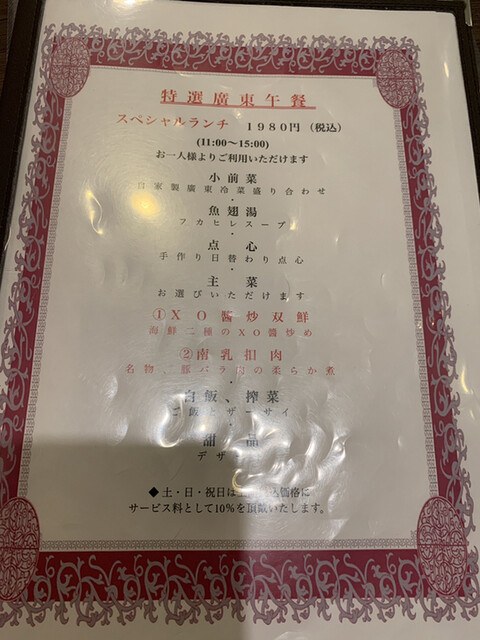 特選廣東午餐
スペシャルランチ 1980円 (税込)
(11:00〜15:00)
お一人様よりご利用いただけます
小前菜
自家製廣東冷菜盛り合わせ
・
魚翅湯
フカヒレスープ
・
点心
手作り日替わり点心
・
主菜
お選びいただけます
①XO醬炒双鮮
海鮮二種のXO醬炒め
②南乳扣肉
名物、豚バラ肉の柔らか煮
・
白飯、搾菜
ご飯とザーサイ
・
甜品
デザ
◆土・日・祝日は 価格に
サービス料として10％を頂戴いたします。